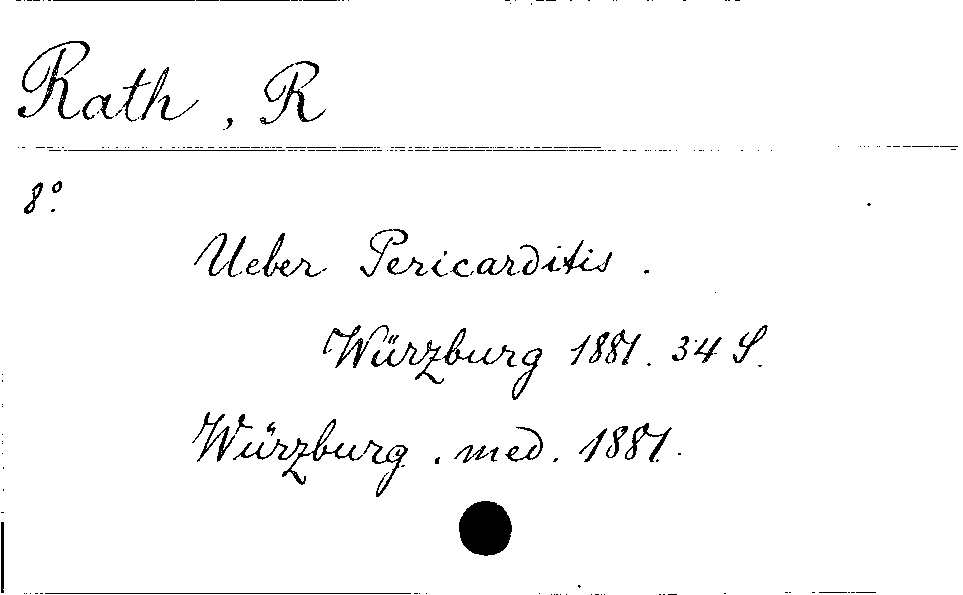 Rath, R
8°.
Ueber Pericarditis.
Würzburg 1881. 34 S.
Würzburg. med. 1881.